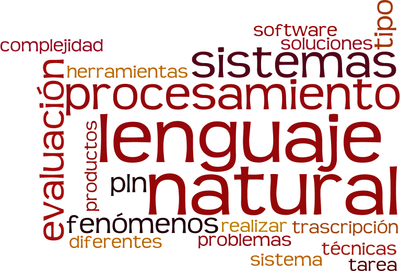 software
tipo
complejidad
soluciones
sistemas
herramientas
procesamiento
evaluación
lenguaje
productos
pln
natural
fenómenos
realizar
trascripción
diferentes
problemas
técnicas
sistema
tarea